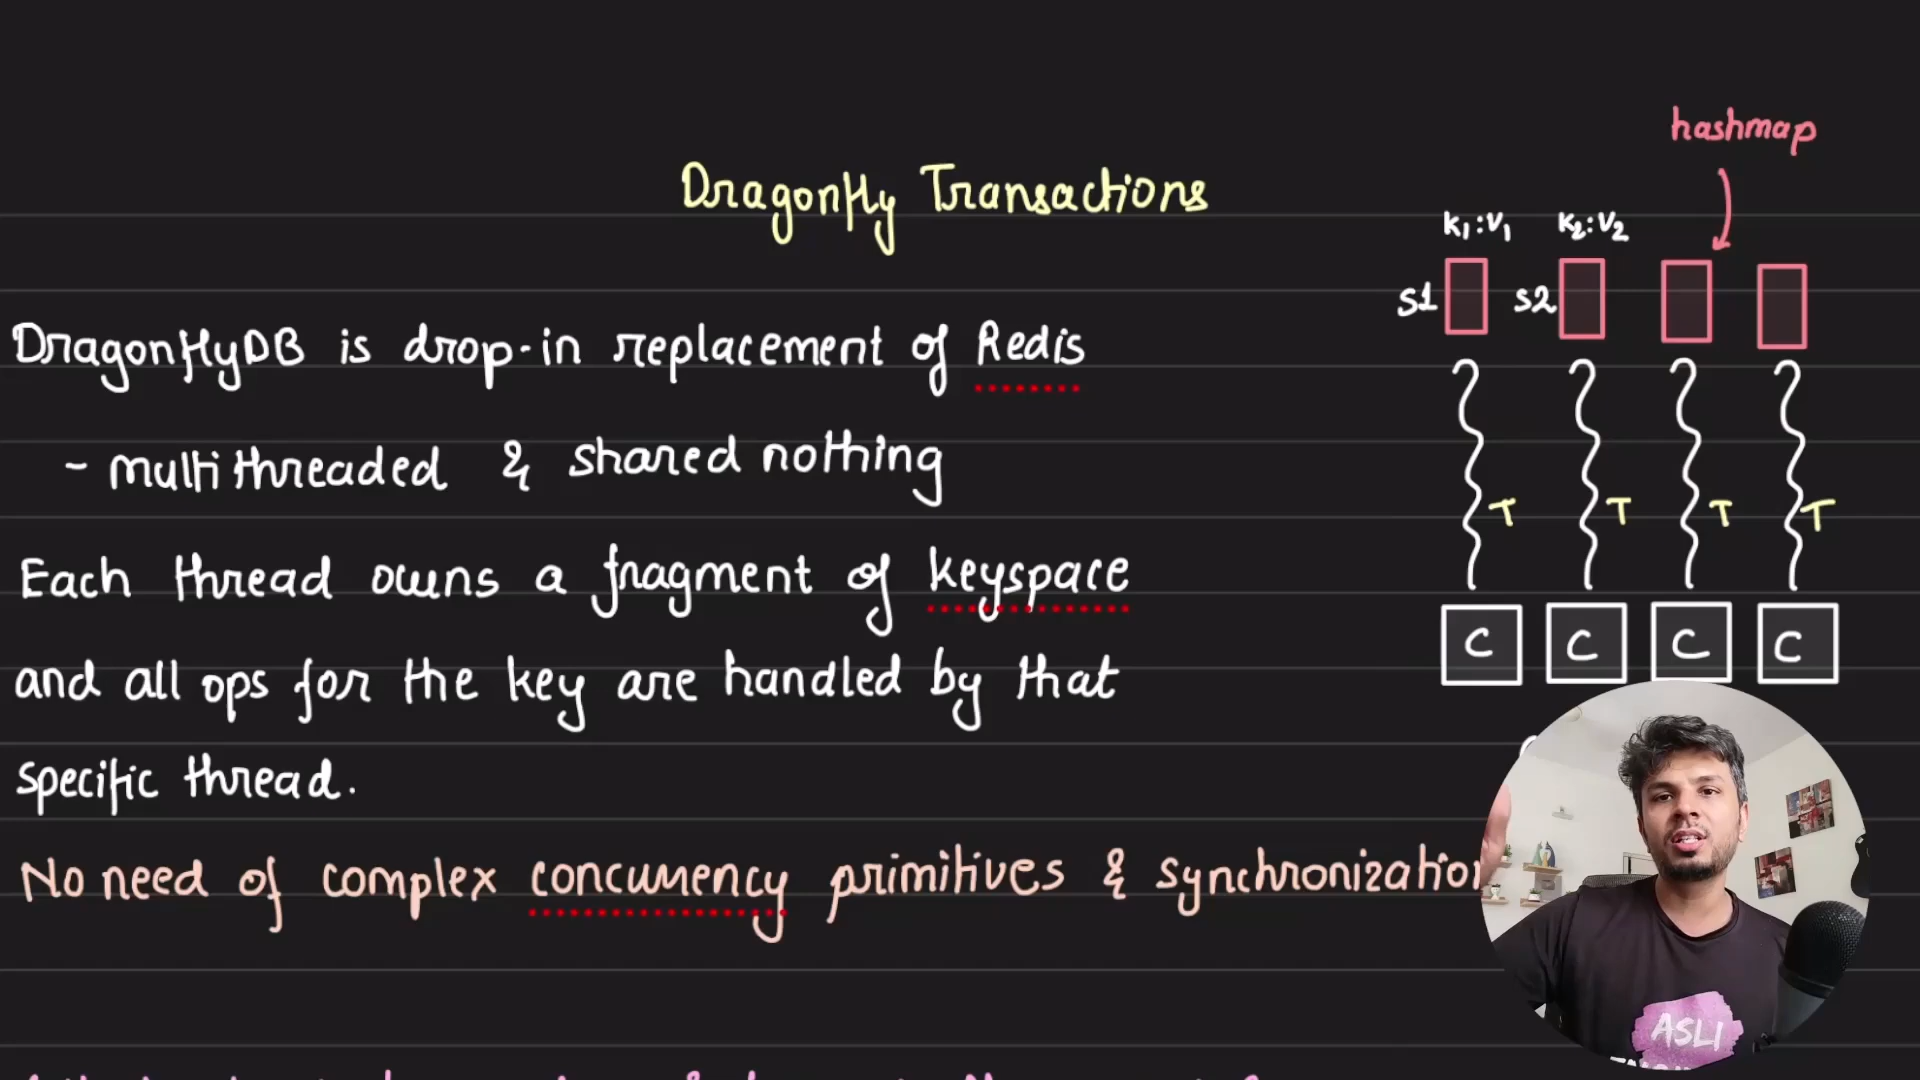 Dragonfly Transactions
DragonflyDB is drop-in replacement of Redis
- multithreaded & shared nothing
Each thread owns a fragment of keyspace
and all ops for the key are handled by that
specific thread.
No need of complex concurrency primitives & synchronization
hashmap
k1:v1 k2:v2
S1 S2
T T T T
C C C C
ASLI